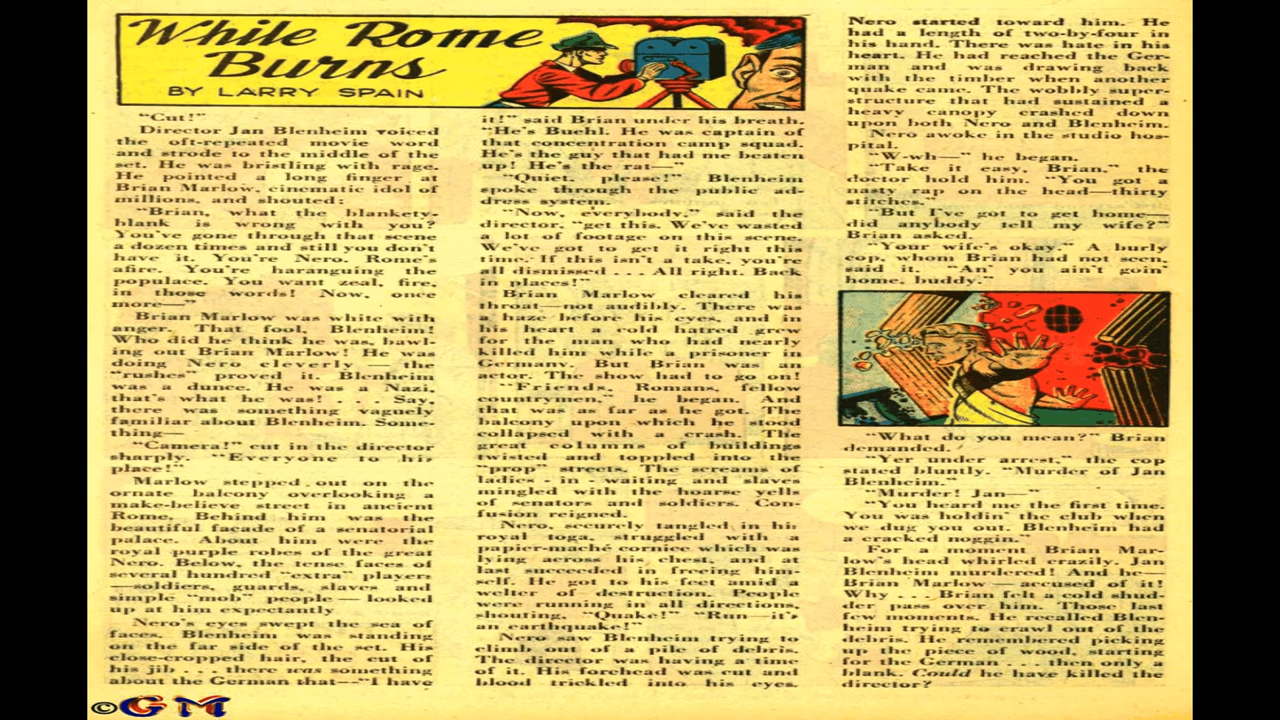 While Rome
Burns
BY LARRY SPAIN
"Cut!"
Director Jan Blenheim voiced
the oft-repeated movie word
and strode to the middle of the
set. He was bristling with rage.
He pointed a long finger at
Brian Marlow, cinematic idol of
millions, and shouted:
"Brian, what the blankety-
blank is wrong with you?
You've gone through that scene
a dozen times and still you don't
have it. You're Nero. Rome's
afire. You're haranguing the
populace. You want zeal, fire,
in those words! Now, once
more—"
Brian Marlow was white with
anger. That fool, Blenheim!
Who did he think he was, bawl-
ing out Brian Marlow! He was
doing Nero cleverly — the
"rushes" proved it. Blenheim
was a dunce. He was a Nazi,
that's what he was! . . . Say,
there was something vaguely
familiar about Blenheim. Some-
thing—
"Camera!" cut in the director
sharply. "Everyone to his
place!"
Marlow stepped out on the
ornate balcony overlooking a
make-believe street in ancient
Rome. Behind him was the
beautiful facade of a senatorial
palace. About him were the
royal purple robes of the great
Nero. Below, the tense faces of
several hundred "extra" players
—soldiers, guards, slaves and
simple "mob" people — looked
up at him expectantly
Nero's eyes swept the sea of
faces. Blenheim was standing
on the far side of the set. His
close-cropped hair, the cut of
his jib . . . there was something
about the German that—"I have
it!" said Brian under his breath.
"He's Buehl. He was captain of
that concentration camp squad.
He's the guy that had me beaten
up! He's the rat—"
"Quiet, please!" Blenheim
spoke through the public ad-
dress system.
"Now, everybody," said the
director, "get this. We've wasted
a lot of footage on this scene.
We've got to get it right this
time. If this isn't a take, you're
all dismissed . . . All right. Back
in places!"
Brian Marlow cleared his
throat—not audibly. There was
a haze before his eyes, and in
his heart a cold hatred grew
for the man who had nearly
killed him while a prisoner in
Germany. But Brian was an
actor. The show had to go on!
"Friends, Romans, fellow
countrymen," he began. And
that was as far as he got. The
balcony upon which he stood
collapsed with a crash. The
great columns of buildings
twisted and toppled into the
"prop" streets. The screams of
ladies - in - waiting and slaves
mingled with the hoarse yells
of senators and soldiers. Con-
fusion reigned.
Nero, securely tangled in his
royal toga, struggled with a
papier-maché cornice which was
lying across his chest, and at
last succeeded in freeing him-
self. He got to his feet amid a
welter of destruction. People
were running in all directions,
shouting, "Quake!" "Run—it's
an earthquake!"
Nero saw Blenheim trying to
climb out of a pile of debris.
The director was having a time
of it. His forehead was cut and
blood trickled into his eyes.
Nero started toward him. He
had a length of two-by-four in
his hand. There was hate in his
heart. He had reached the Ger-
man and was drawing back
with the timber when another
quake came. The wobbly super-
structure that had sustained a
heavy canopy crashed down
upon both Nero and Blenheim.
Nero awoke in the studio hos-
pital.
"W-wh—" he began.
"Take it easy, Brian," the
doctor hold him. "You got a
nasty rap on the head—thirty
stitches."
"But I've got to get home—
did anybody tell my wife?"
Brian asked.
"Your wife's okay." A burly
cop, whom Brian had not seen,
said it. "An' you ain't goin'
home, buddy."
"What do you mean?" Brian
demanded.
"Yer under arrest," the cop
stated bluntly. "Murder of Jan
Blenheim."
"Murder! Jan—"
"You heard me the first time.
You was holdin' the club when
we dug you out. Blenheim had
a cracked noggin."
For a moment Brian Mar-
low's head whirled crazily. Jan
Blenheim murdered! And he—
Brian Marlow—accused of it!
Why . . . Brian felt a cold shud-
der pass over him. Those last
few moments. He recalled Blen-
heim trying to crawl out of the
debris. He remembered picking
up the piece of wood, starting
for the German . . . then only a
blank. Could he have killed the
director?
©GM